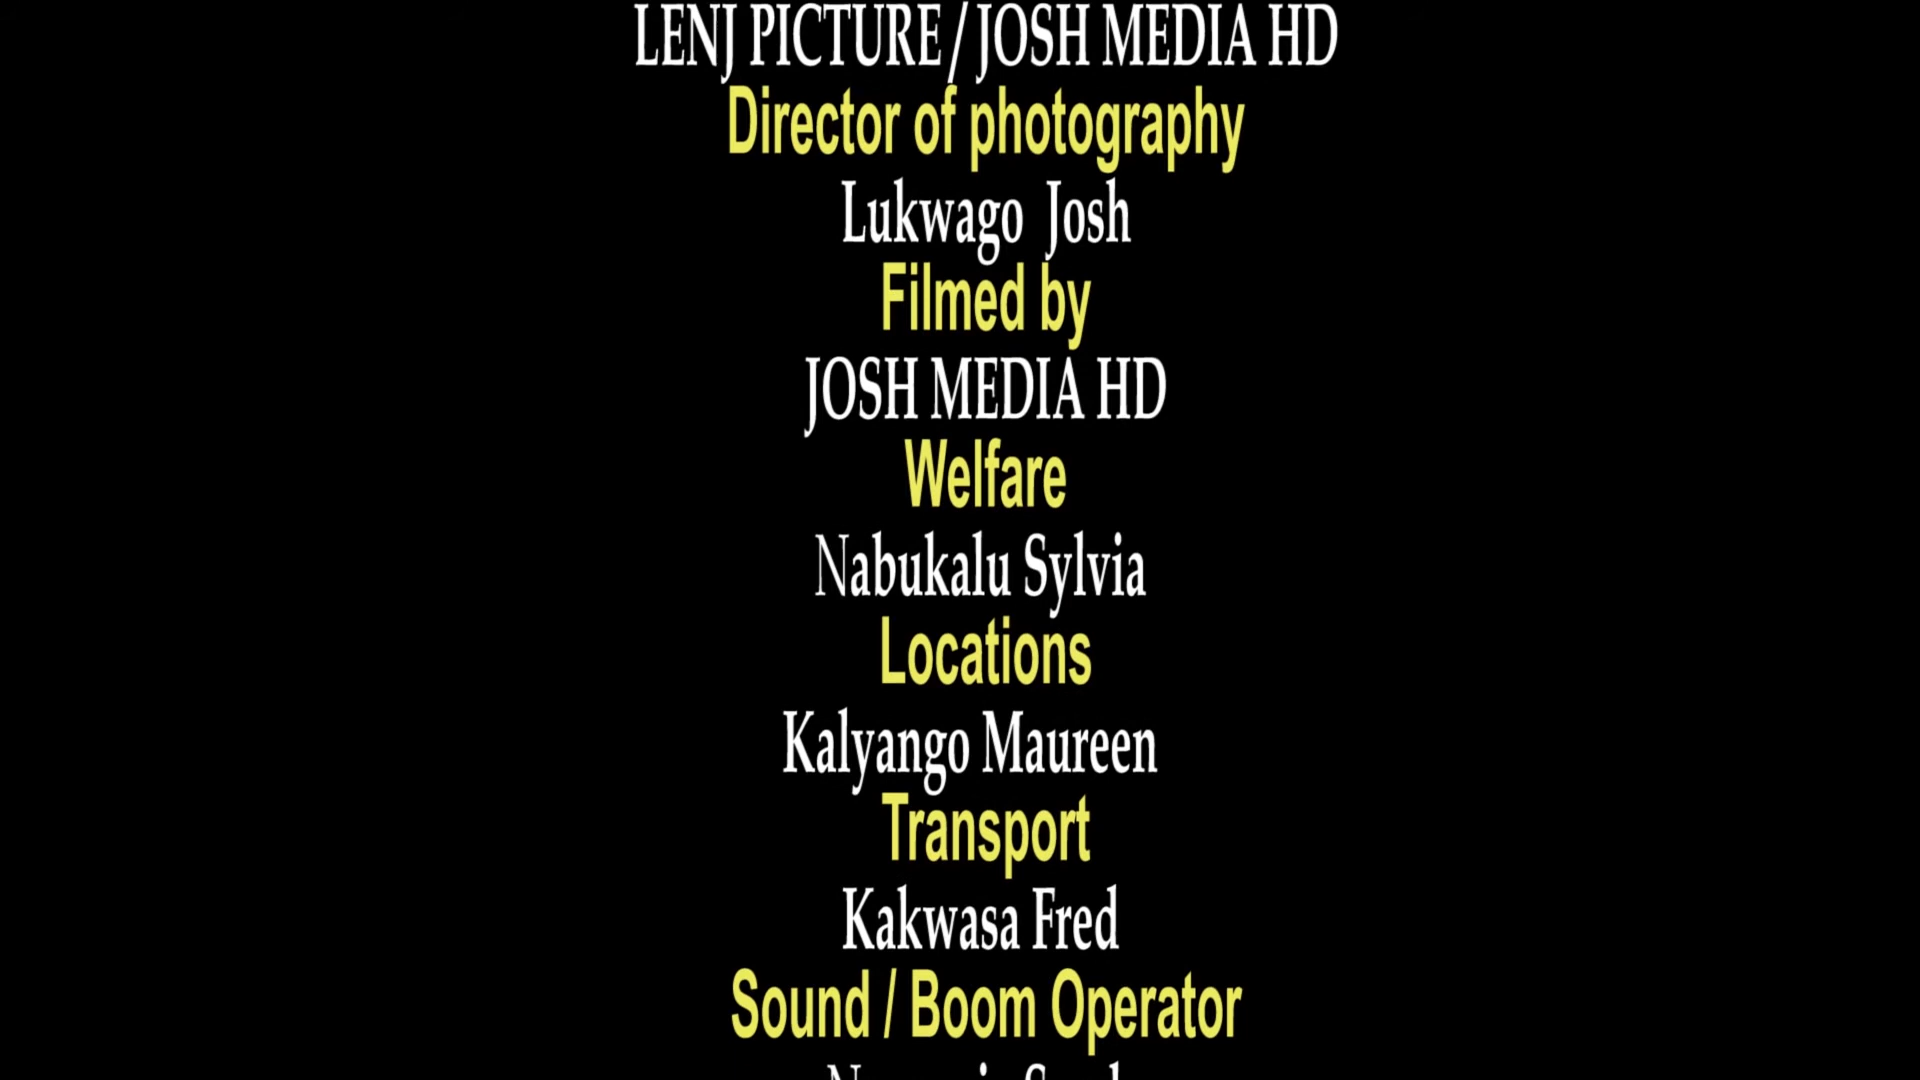 LENJ PICTURE / JOSH MEDIA HD
Director of photography
Lukwago Josh
Filmed by
JOSH MEDIA HD
Welfare
Nabukalu Sylvia
Locations
Kalyango Maureen
Transport
Kakwasa Fred
Sound / Boom Operator